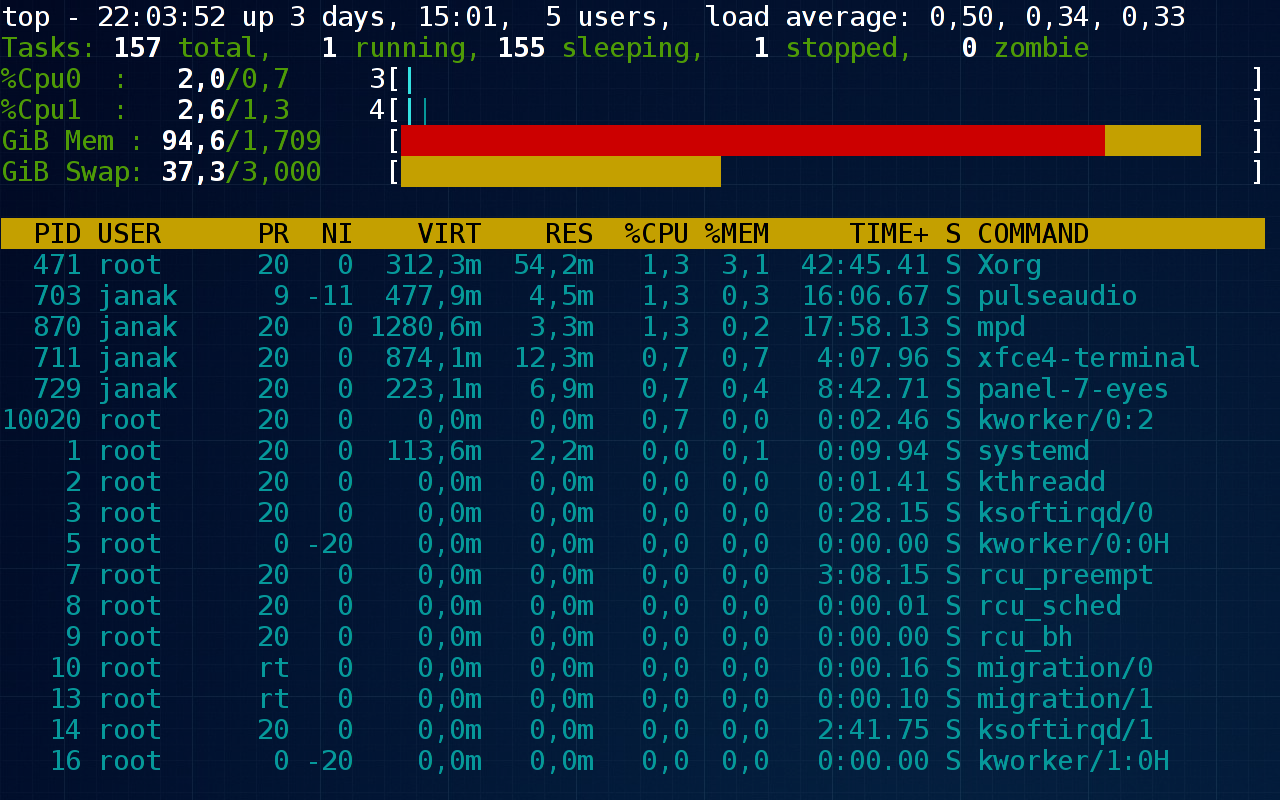 top - 22:03:52 up 3 days, 15:01,  5 users,  load average: 0,50, 0,34, 0,33
Tasks: 157 total,   1 running, 155 sleeping,   1 stopped,   0 zombie
%Cpu0  :   2,0/0,7     3[|                                                     ]
%Cpu1  :   2,6/1,3     4[||                                                    ]
GiB Mem : 94,6/1,709    [                                                     ]
GiB Swap: 37,3/3,000    [                                                     ]
  PID USER      PR  NI    VIRT    RES  %CPU %MEM     TIME+ S COMMAND
  471 root      20   0  312,3m  54,2m   1,3  3,1  42:45.41 S Xorg
  703 janak      9 -11  477,9m   4,5m   1,3  0,3  16:06.67 S pulseaudio
  870 janak     20   0 1280,6m   3,3m   1,3  0,2  17:58.13 S mpd
  711 janak     20   0  874,1m  12,3m   0,7  0,7   4:07.96 S xfce4-terminal
  729 janak     20   0  223,1m   6,9m   0,7  0,4   8:42.71 S panel-7-eyes
10020 root      20   0    0,0m   0,0m   0,7  0,0   0:02.46 S kworker/0:2
    1 root      20   0  113,6m   2,2m   0,0  0,1   0:09.94 S systemd
    2 root      20   0    0,0m   0,0m   0,0  0,0   0:01.41 S kthreadd
    3 root      20   0    0,0m   0,0m   0,0  0,0   0:28.15 S ksoftirqd/0
    5 root       0 -20    0,0m   0,0m   0,0  0,0   0:00.00 S kworker/0:0H
    7 root      20   0    0,0m   0,0m   0,0  0,0   3:08.15 S rcu_preempt
    8 root      20   0    0,0m   0,0m   0,0  0,0   0:00.01 S rcu_sched
    9 root      20   0    0,0m   0,0m   0,0  0,0   0:00.00 S rcu_bh
   10 root      rt   0    0,0m   0,0m   0,0  0,0   0:00.16 S migration/0
   13 root      rt   0    0,0m   0,0m   0,0  0,0   0:00.10 S migration/1
   14 root      20   0    0,0m   0,0m   0,0  0,0   2:41.75 S ksoftirqd/1
   16 root       0 -20    0,0m   0,0m   0,0  0,0   0:00.00 S kworker/1:0H